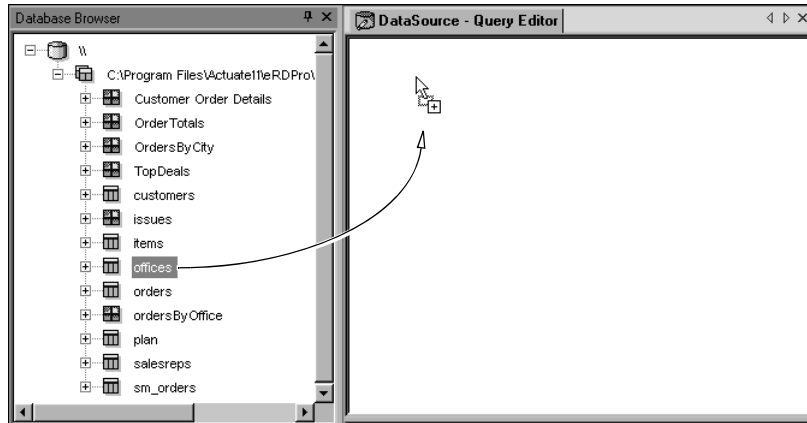 Database Browser
DataSource - Query Editor
\\
C:\Program Files\Actuate11\eRDPro\
Customer Order Details
OrderTotals
OrdersByCity
TopDeals
customers
issues
items
offices
orders
ordersByOffice
plan
salesreps
sm_orders